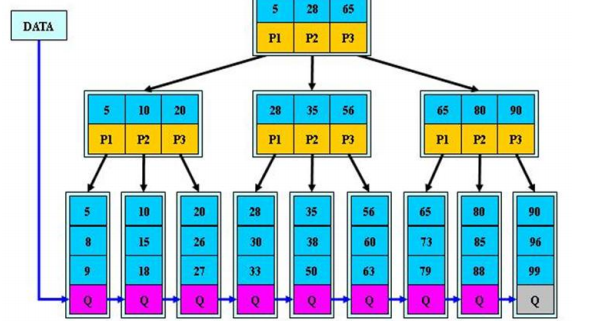 5 28 65
DATA
P1 P2 P3
5 10 20 28 35 56 65 80 90
P1 P2 P3 P1 P2 P3 P1 P2 P3
5 10 20 28 35 56 65 80 90
8 15 26 30 38 60 73 85 96
9 18 27 33 50 63 79 88 99
Q Q Q Q Q Q Q Q Q